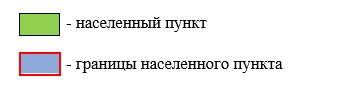 - населенный пункт
- границы населенного пункта